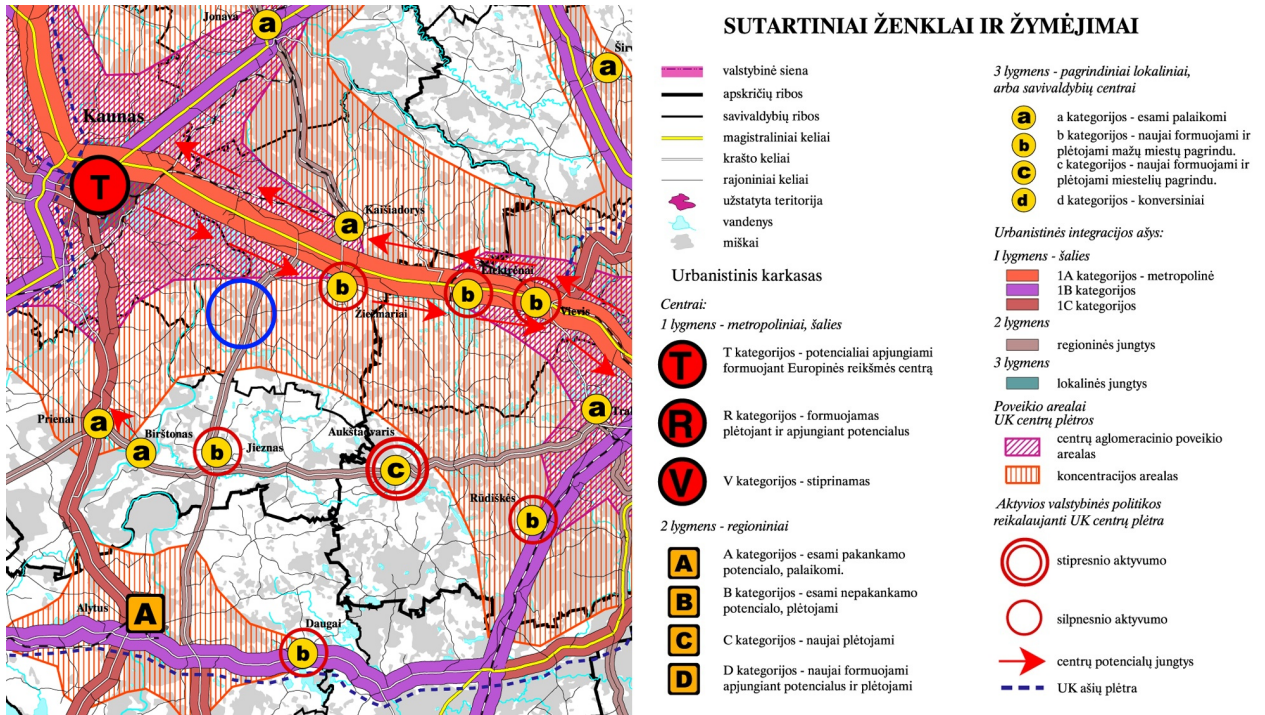 Jonava
a
Šir
a
Kaunas
T
Kaišiadorys
a
Elektrėnai
b
b
b
Žiežmariai
Vievis
Prienai
a
Birštonas
a
b
Jieznas
Aukštadvaris
c
a
Tra
Rūdiškės
b
Alytus
A
Daugai
b
SUTARTINIAI ŽENKLAI IR ŽYMĖJIMAI
valstybinė siena
apskričių ribos
savivaldybių ribos
magistraliniai keliai
krašto keliai
rajoniniai keliai
užstatyta teritorija
vandenys
miškai
Urbanistinis karkasas
Centrai:
1 lygmens - metropoliniai, šalies
T
T kategorijos - potencialiai apjungiami
formuojant Europinės reikšmės centrą
R
R kategorijos - formuojamas
plėtojant ir apjungiant potencialus
V
V kategorijos - stiprinamas
2 lygmens - regioniniai
A
A kategorijos - esami pakankamo
potencialo, palaikomi.
B
B kategorijos - esami nepakankamo
potencialo, plėtojami
C
C kategorijos - naujai plėtojami
D
D kategorijos - naujai formuojami
apjungiant potencialus ir plėtojami
3 lygmens - pagrindiniai lokaliniai,
arba savivaldybių centrai
a
a kategorijos - esami palaikomi
b
b kategorijos - naujai formuojami ir
plėtojami mažų miestų pagrindu.
c
c kategorijos - naujai formuojami ir
plėtojami miestelių pagrindu.
d
d kategorijos - konversiniai
Urbanistinės integracijos ašys:
I lygmens - šalies
1A kategorijos - metropolinė
1B kategorijos
1C kategorijos
2 lygmens
regioninės jungtys
3 lygmens
lokalinės jungtys
Poveikio arealai
UK centrų plėtros
centrų aglomeracinio poveikio
arealas
koncentracijos arealas
Aktyvios valstybinės politikos
reikalaujanti UK centrų plėtra
stipresnio aktyvumo
silpnesnio aktyvumo
centrų potencialų jungtys
UK ašių plėtra